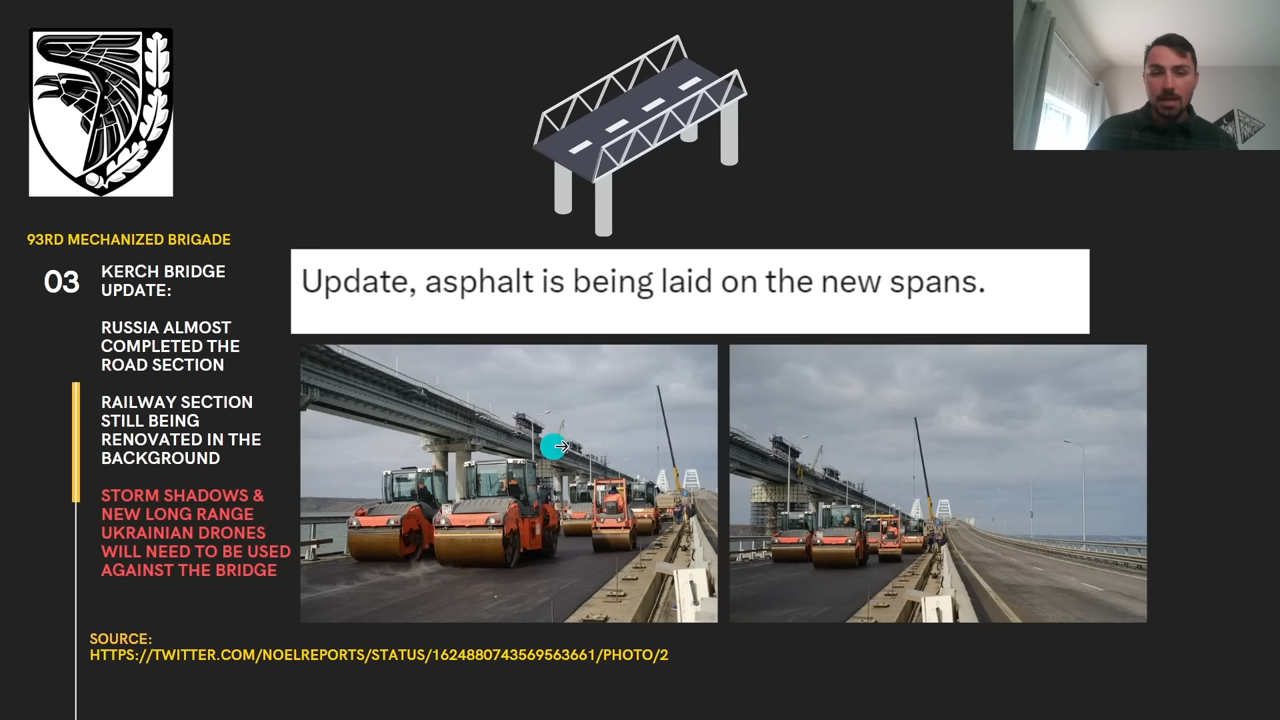 93RD MECHANIZED BRIGADE
03
KERCH BRIDGE
UPDATE:
RUSSIA ALMOST
COMPLETED THE
ROAD SECTION
RAILWAY SECTION
STILL BEING
RENOVATED IN THE
BACKGROUND
STORM SHADOWS &
NEW LONG RANGE
UKRAINIAN DRONES
WILL NEED TO BE USED
AGAINST THE BRIDGE
Update, asphalt is being laid on the new spans.
SOURCE:
HTTPS://TWITTER.COM/NOELREPORTS/STATUS/1624880743569563661/PHOTO/2